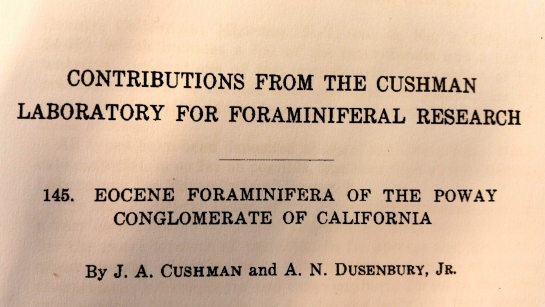 CONTRIBUTIONS FROM THE CUSHMAN
LABORATORY FOR FORAMINIFERAL RESEARCH
145. EOCENE FORAMINIFERA OF THE POWAY
CONGLOMERATE OF CALIFORNIA
By J. A. CUSHMAN and A. N. DUSENBURY, JR.